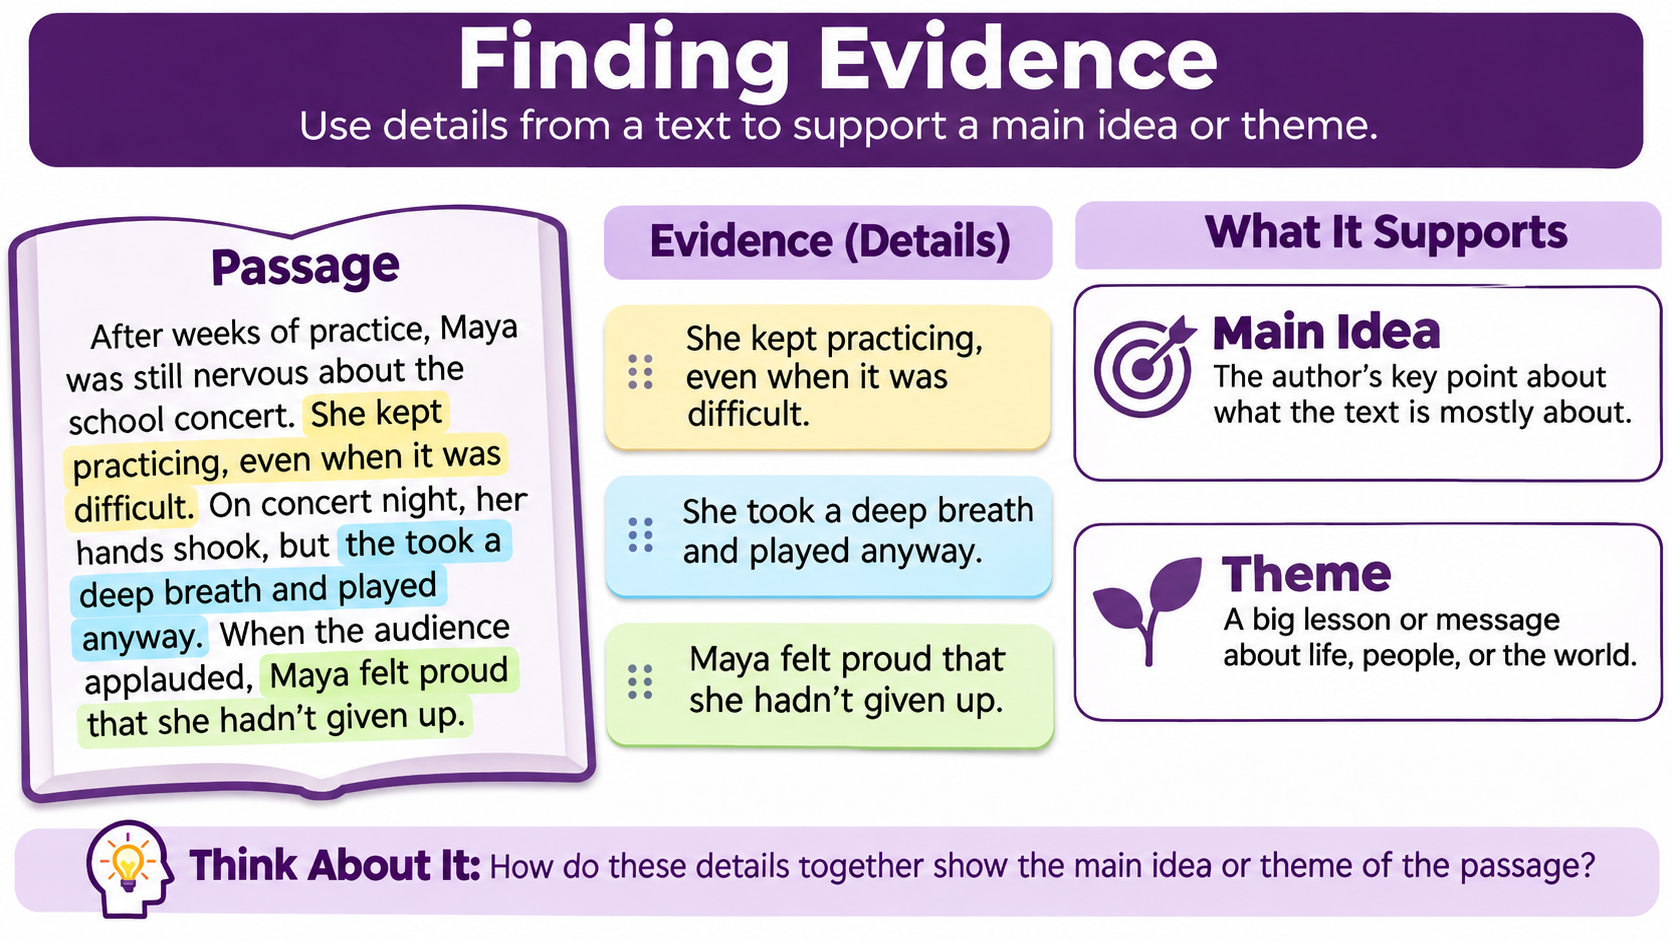 Finding Evidence
Use details from a text to support a main idea or theme.
Passage
After weeks of practice, Maya
was still nervous about the
school concert. She kept
practicing, even when it was
difficult. On concert night, her
hands shook, but the took a
deep breath and played
anyway. When the audience
applauded, Maya felt proud
that she hadn't given up.
Evidence (Details)
She kept practicing,
even when it was
difficult.
She took a deep breath
and played anyway.
Maya felt proud that
she hadn't given up.
What It Supports
Main Idea
The author's key point about
what the text is mostly about.
Theme
A big lesson or message
about life, people, or the world.
Think About It: How do these details together show the main idea or theme of the passage?